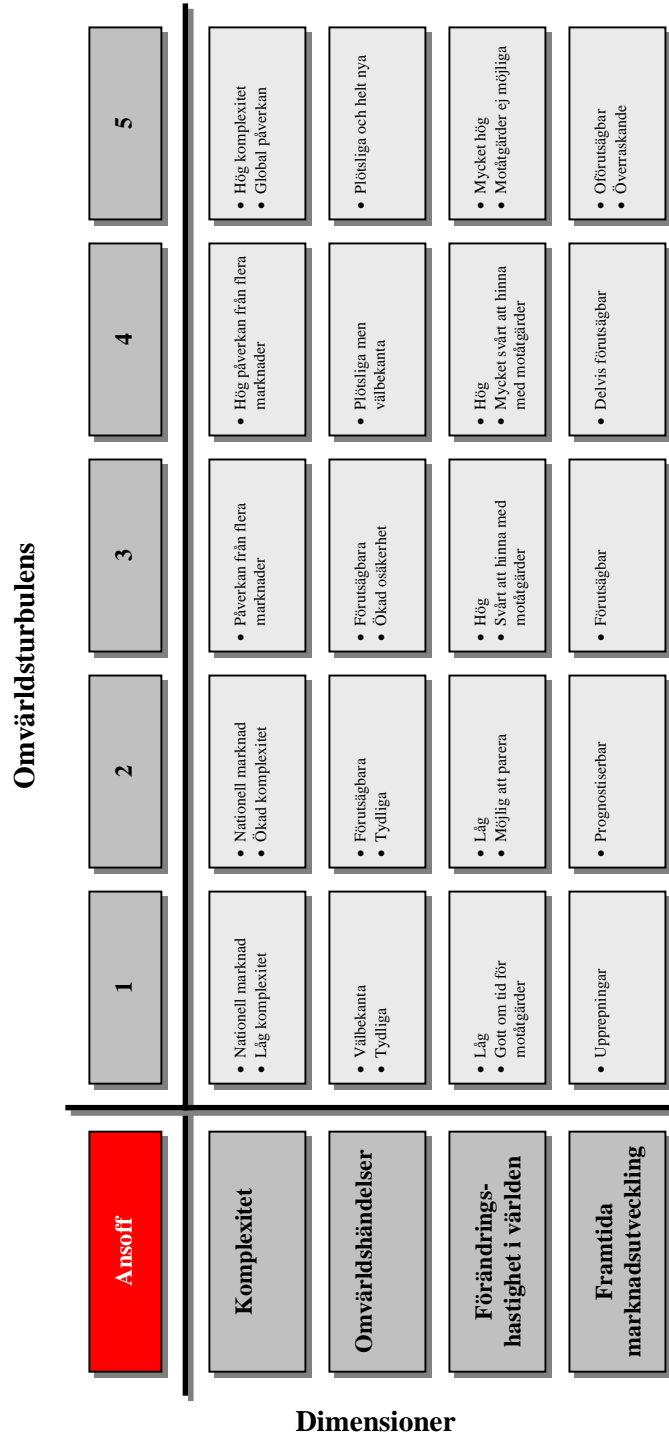 Omvärldsturbulens
Ansoff
1
2
3
4
5
Dimensioner
Komplexitet
• Nationell marknad
• Låg komplexitet
• Nationell marknad
• Ökad komplexitet
• Påverkan från flera
marknader
• Hög påverkan från flera
marknader
• Hög komplexitet
• Global påverkan
Omvärldshändelser
• Välbekanta
• Tydliga
• Förutsägbara
• Tydliga
• Förutsägbara
• Ökad osäkerhet
• Plötsliga men
välbekanta
• Plötsliga och helt nya
Förändrings-
hastighet i världen
• Låg
• Gott om tid för
motåtgärder
• Låg
• Möjlig att parera
• Hög
• Svårt att hinna med
motåtgärder
• Hög
• Mycket svårt att hinna
med motåtgärder
• Mycket hög
• Motåtgärder ej möjliga
Framtida
marknadsutveckling
• Upprepningar
• Prognostiserbar
• Förutsägbar
• Delvis förutsägbar
• Oförutsägbar
• Överraskande